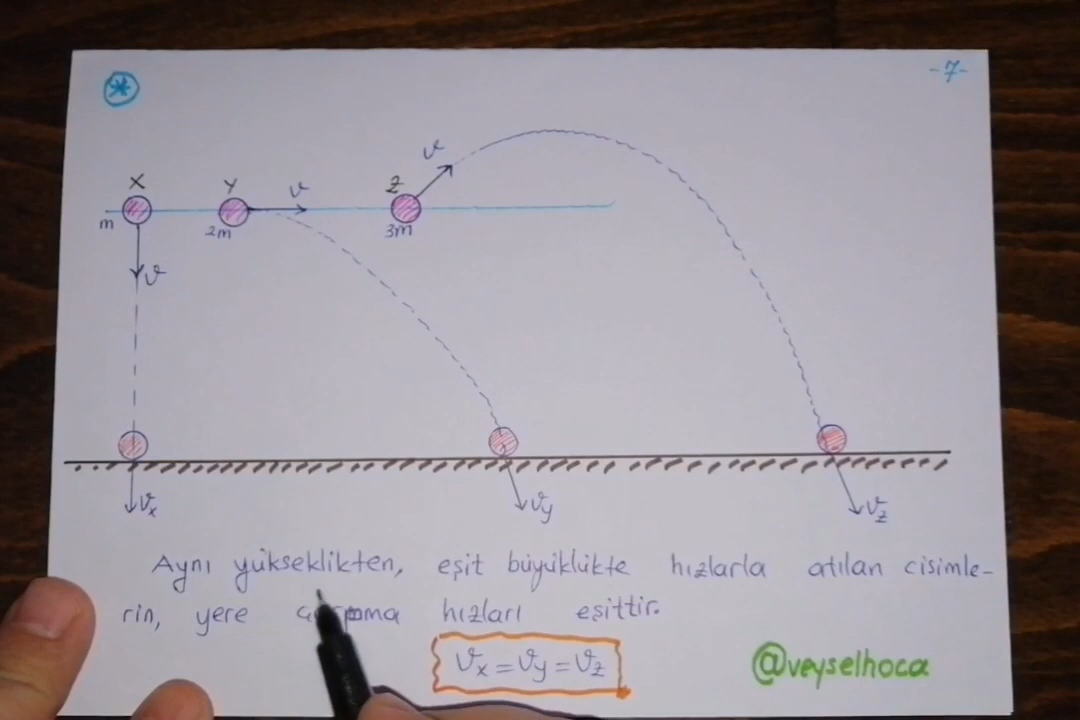 -7-
*
X
Y
Z
v
v
v
m
2m
3m
vx
vy
vz
Aynı yükseklikten, eşit büyüklükte hızlarla atılan cisimle-
rin, yere hızları eşittir.
vx = vy = vz
@veyselhoca